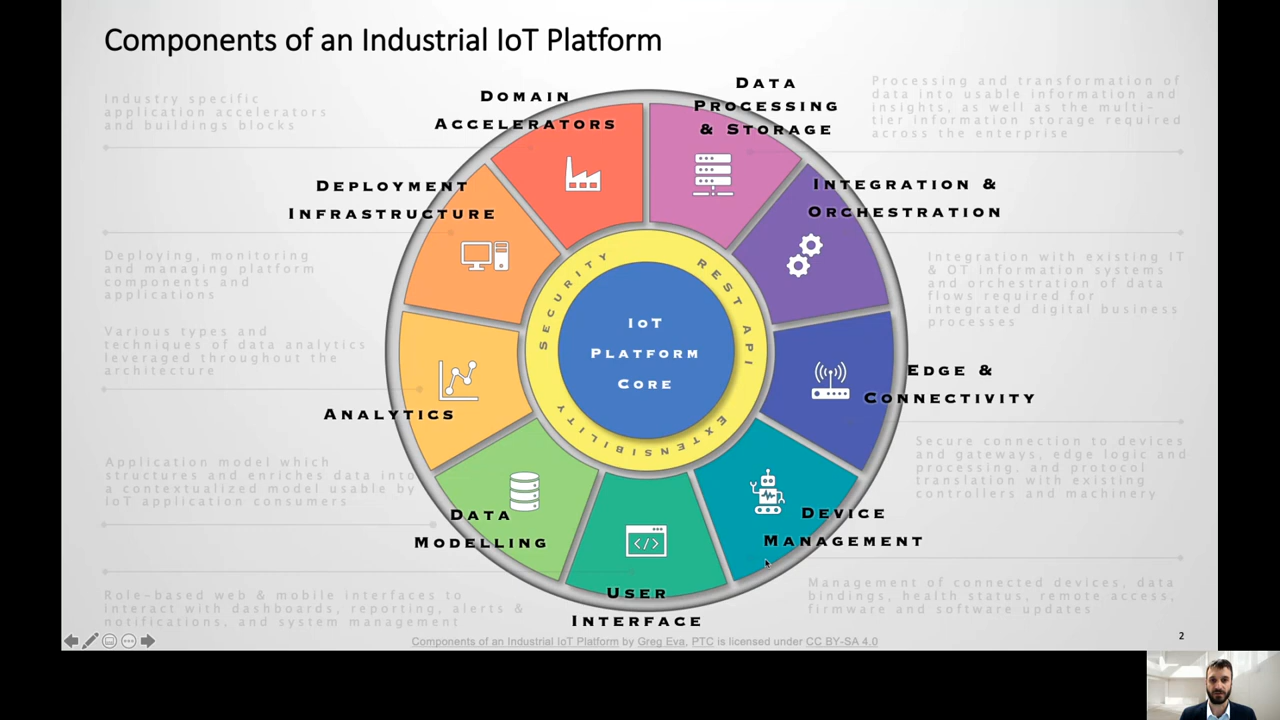 Components of an Industrial IoT Platform
DOMAIN
ACCELERATORS
DATA
PROCESSING
& STORAGE
Industry specific
application accelerators
and buildings blocks
Processing and transformation of
data into usable information and
insights, as well as the multi-
tier information storage required
across the enterprise
DEPLOYMENT
INFRASTRUCTURE
INTEGRATION &
ORCHESTRATION
Deploying, monitoring
and managing platform
components and
applications
Integration with existing IT
& OT information systems
and orchestration of data
flows required for
integrated digital business
processes
SECURITY
REST API
EXTENSIBILITY
IOT
PLATFORM
CORE
Various types and
techniques of data analytics
leveraged throughout the
architecture
ANALYTICS
EDGE &
CONNECTIVITY
Application model which
structures and enriches data into
a contextualized model usable by
IoT application consumers
Secure connection to devices
and gateways, edge logic and
processing. and protocol
translation with existing
controllers and machinery
DATA
MODELLING
DEVICE
MANAGEMENT
</>
USER
INTERFACE
Role-based web & mobile interfaces to
interact with dashboards, reporting, alerts &
notifications, and system management
Management of connected devices, data
bindings, health status, remote access,
firmware and software updates
Components of an Industrial IoT Platform by Greg Eva, PTC is licensed under CC BY-SA 4.0
2